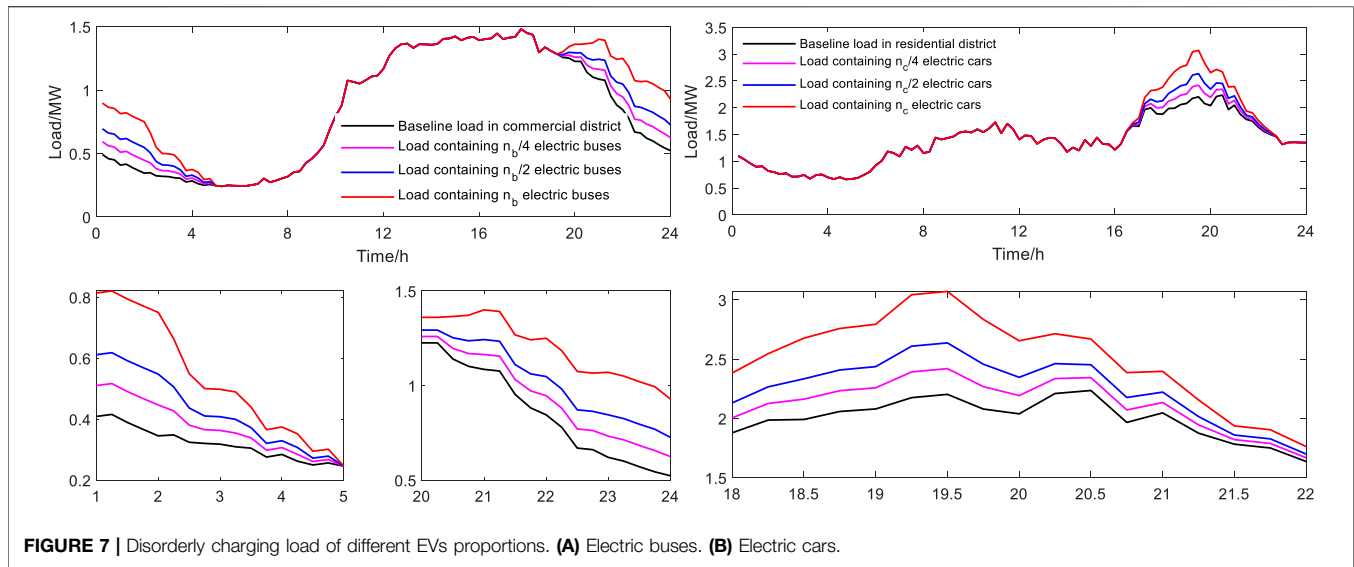 1.5
1
0.5
0
Load/MW
Baseline load in commercial district
Load containing n_b/4 electric buses
Load containing n_b/2 electric buses
Load containing n_b electric buses
0 4 8 12 16 20 24
Time/h
3.5
3
2.5
2
1.5
1
0.5
0
Load/MW
Baseline load in residential district
Load containing n_c/4 electric cars
Load containing n_c/2 electric cars
Load containing n_c electric cars
0 4 8 12 16 20 24
Time/h
0.8
0.6
0.4
0.2
1 2 3 4 5
1.5
1
0.5
20 21 22 23 24
3
2.5
2
1.5
18 18.5 19 19.5 20 20.5 21 21.5 22
FIGURE 7 | Disorderly charging load of different EVs proportions. (A) Electric buses. (B) Electric cars.